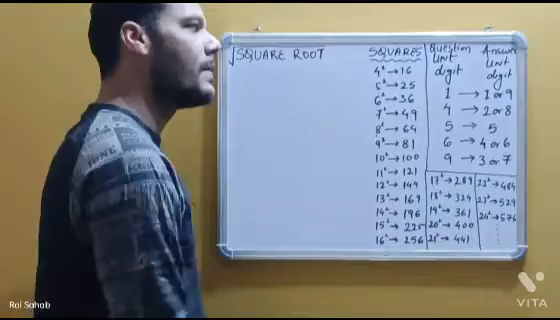 √SQUARE ROOT
SQUARES
4² → 16
5² → 25
6² → 36
7² → 49
8² → 64
9² → 81
10² → 100
11² → 121
12² → 144
13² → 169
14² → 196
15² → 225
16² → 256
Question Unit digit
Answer Unit digit
1 → 1 or 9
4 → 2 or 8
5 → 5
6 → 4 or 6
9 → 3 or 7
17² → 289
18² → 324
19² → 361
20² → 400
21² → 441
22² → 484
23² → 529
24² → 576
Rai Sahab
VITA